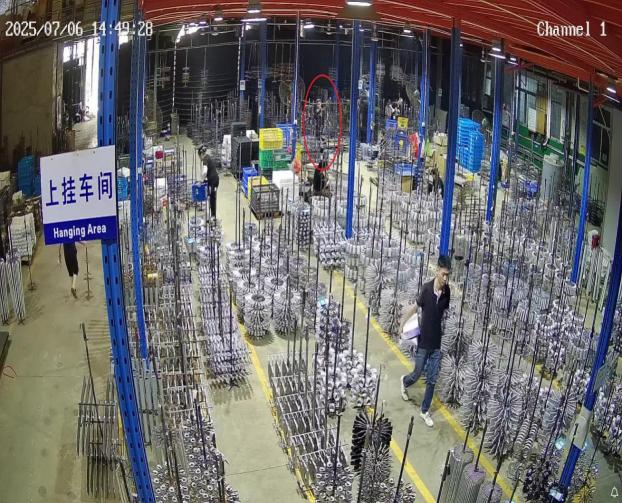 2025/07/06 14:49:28
Channel 1
上挂车间
Hanging Area